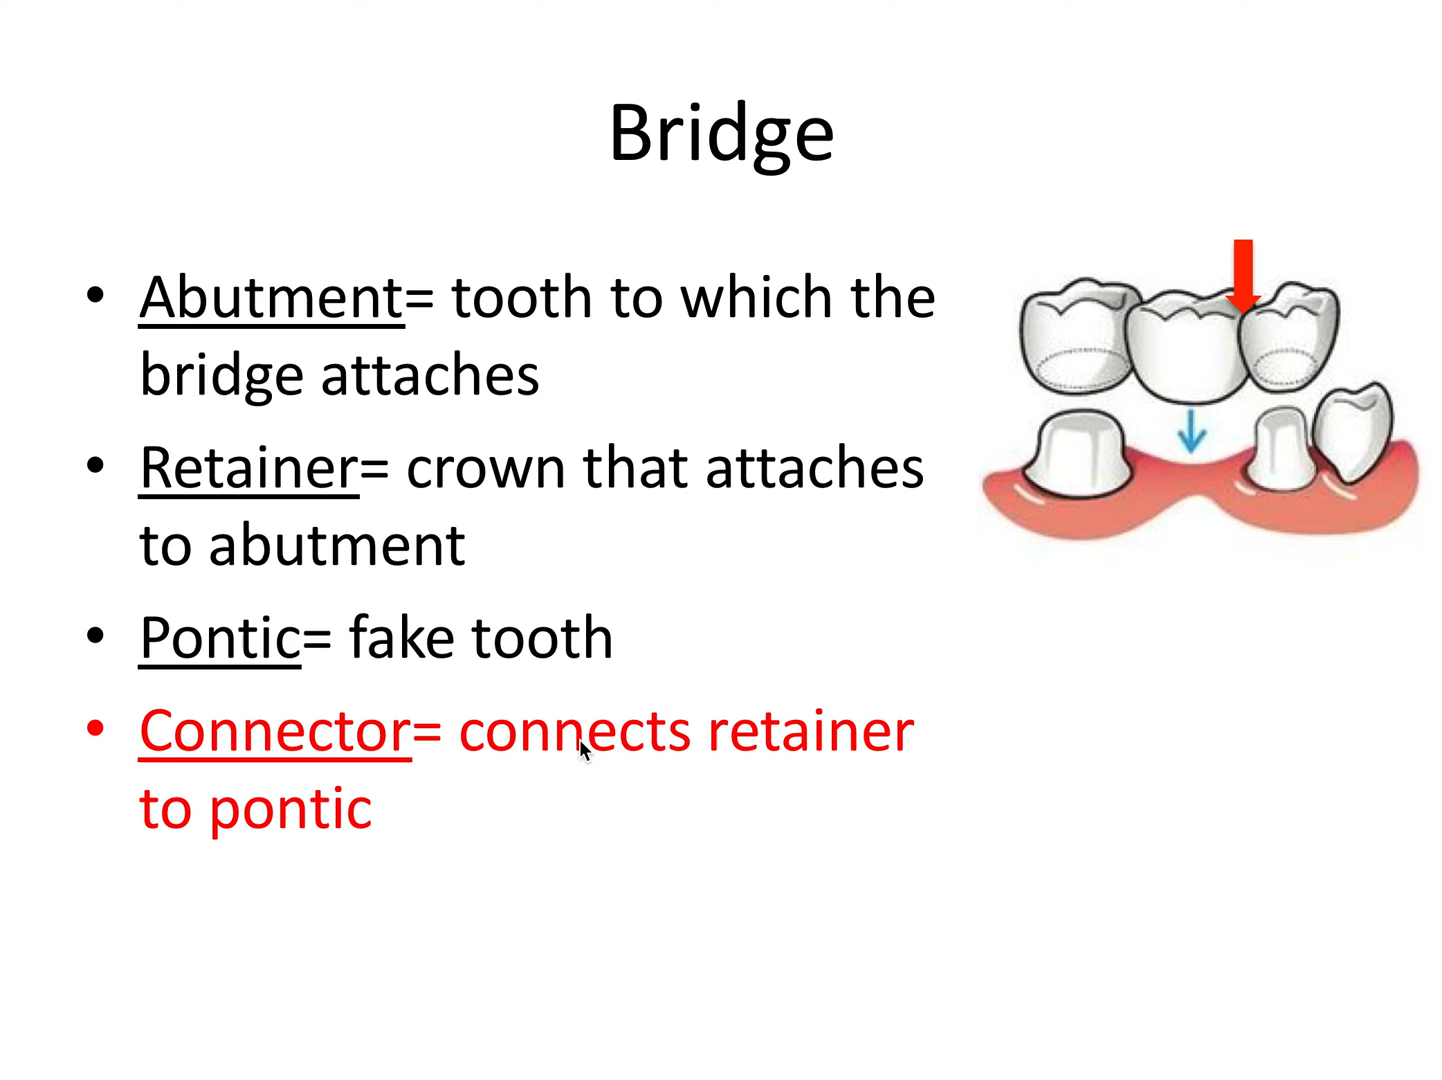 Bridge
• Abutment= tooth to which the
bridge attaches
• Retainer= crown that attaches
to abutment
• Pontic= fake tooth
• Connector= connects retainer
to pontic